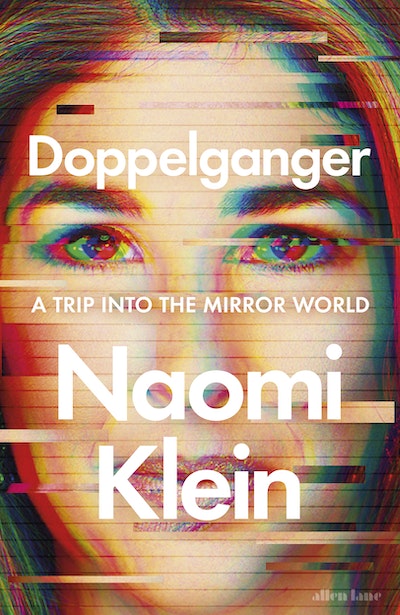 Doppelganger
A TRIP INTO THE MIRROR WORLD
Naomi
Klein
allen lane